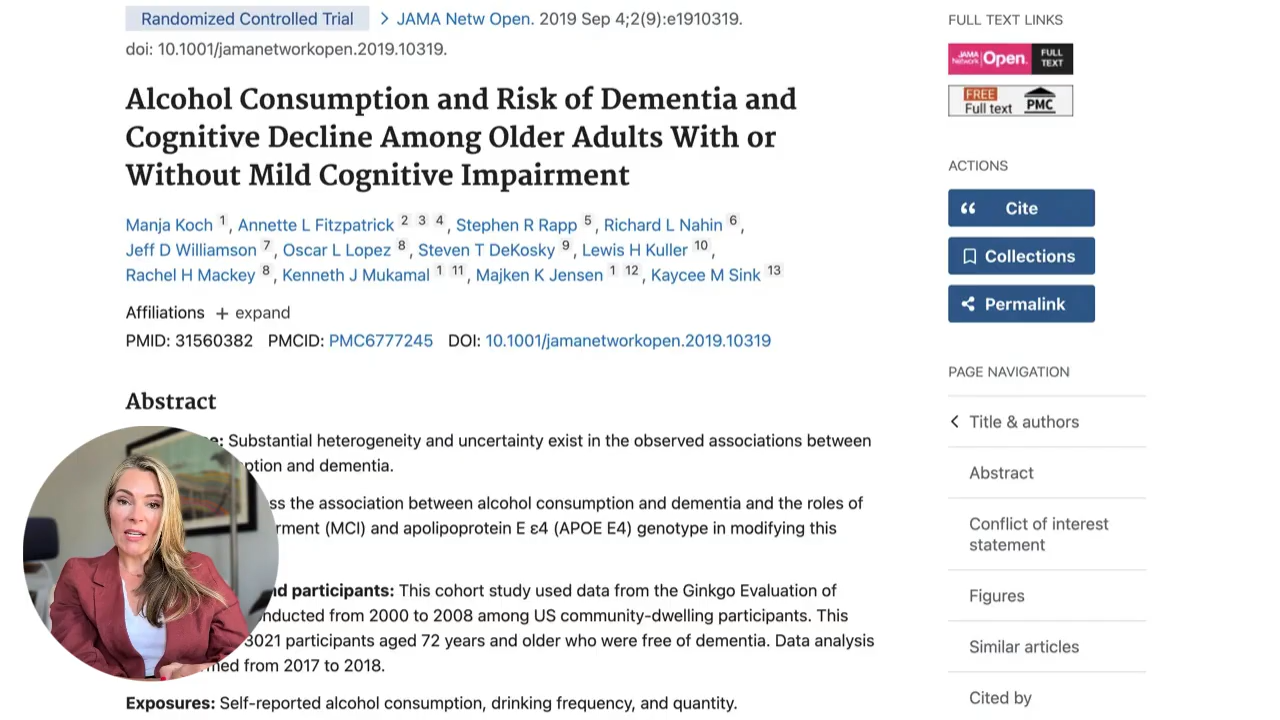 Randomized Controlled Trial > JAMA Netw Open. 2019 Sep 4;2(9):e1910319.
doi: 10.1001/jamanetworkopen.2019.10319.
Alcohol Consumption and Risk of Dementia and
Cognitive Decline Among Older Adults With or
Without Mild Cognitive Impairment
Manja Koch 1, Annette L Fitzpatrick 2 3 4, Stephen R Rapp 5, Richard L Nahin 6,
Jeff D Williamson 7, Oscar L Lopez 8, Steven T DeKosky 9, Lewis H Kuller 10,
Rachel H Mackey 8, Kenneth J Mukamal 1 11, Majken K Jensen 1 12, Kaycee M Sink 13
Affiliations + expand
PMID: 31560382 PMCID: PMC6777245 DOI: 10.1001/jamanetworkopen.2019.10319
Abstract
Substantial heterogeneity and uncertainty exist in the observed associations between
and dementia.
the association between alcohol consumption and dementia and the roles of
(MCI) and apolipoprotein E ε4 (APOE E4) genotype in modifying this
participants: This cohort study used data from the Ginkgo Evaluation of
from 2000 to 2008 among US community-dwelling participants. This
3021 participants aged 72 years and older who were free of dementia. Data analysis
from 2017 to 2018.
Exposures: Self-reported alcohol consumption, drinking frequency, and quantity.
FULL TEXT LINKS
JAMA Network Open. FULL TEXT
FREE Full text PMC
ACTIONS
Cite
Collections
Permalink
PAGE NAVIGATION
Title & authors
Abstract
Conflict of interest
statement
Figures
Similar articles
Cited by